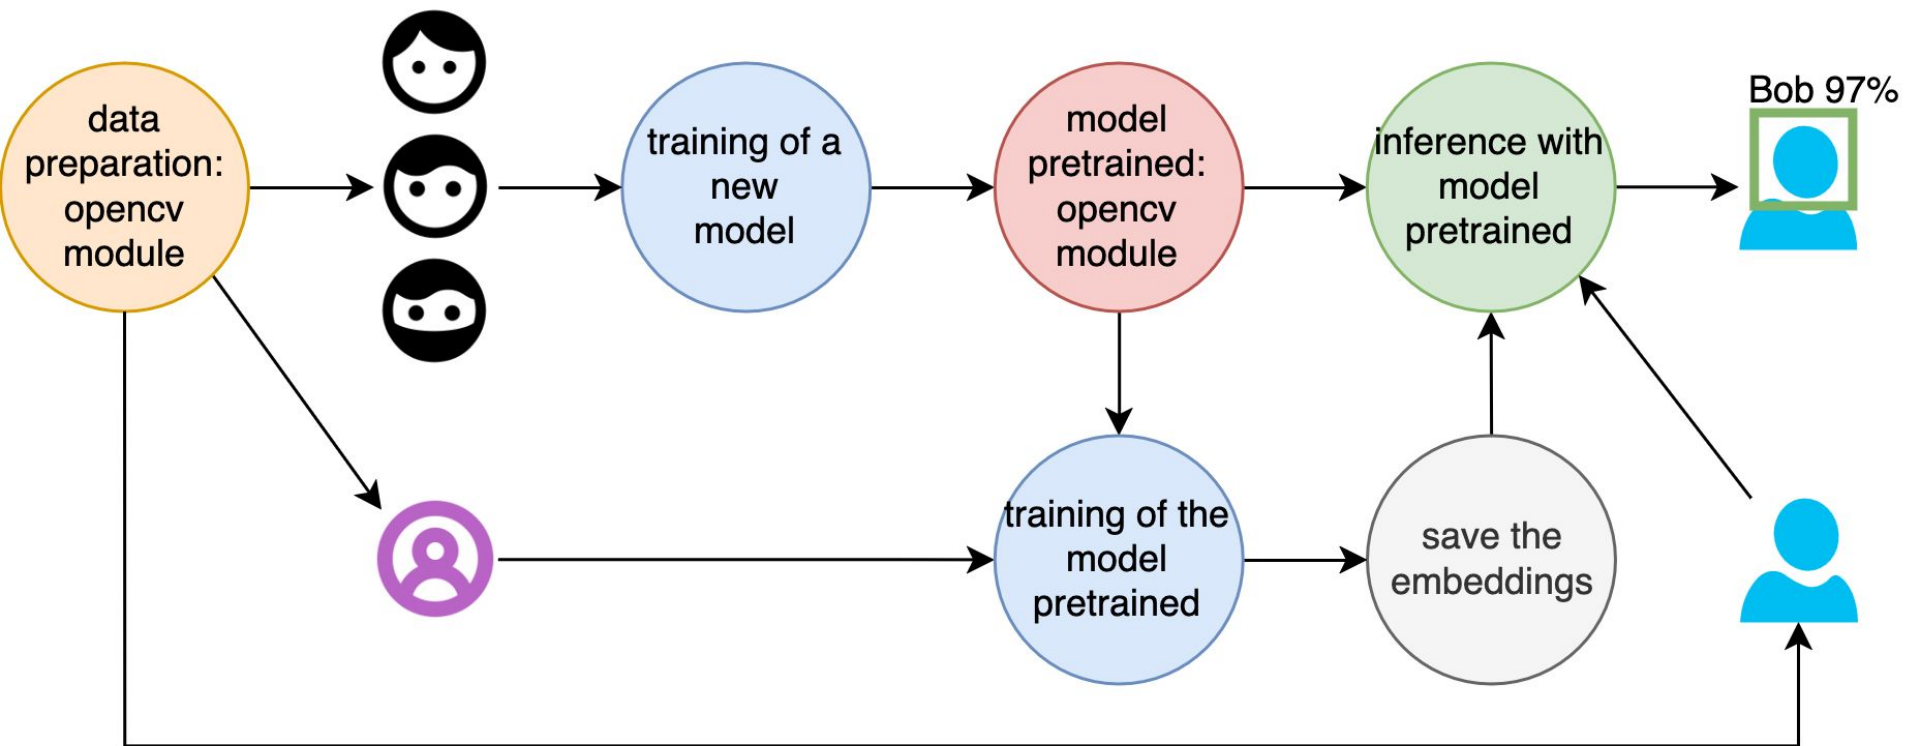 data
preparation:
opencv
module
training of a
new
model
model
pretrained:
opencv
module
inference with
model
pretrained
Bob 97%
training of the
model
pretrained
save the
embeddings